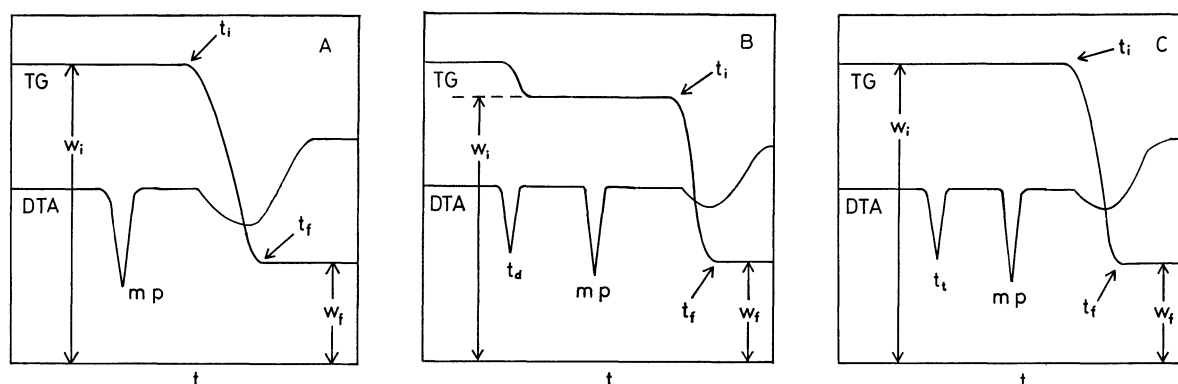 A
t_i
TG
w_i
DTA
t_f
m p
w_f
t
B
t_i
TG
w_i
DTA
t_d
m p
t_f
w_f
t
C
t_i
TG
w_i
DTA
t_t
m p
t_f
w_f
t